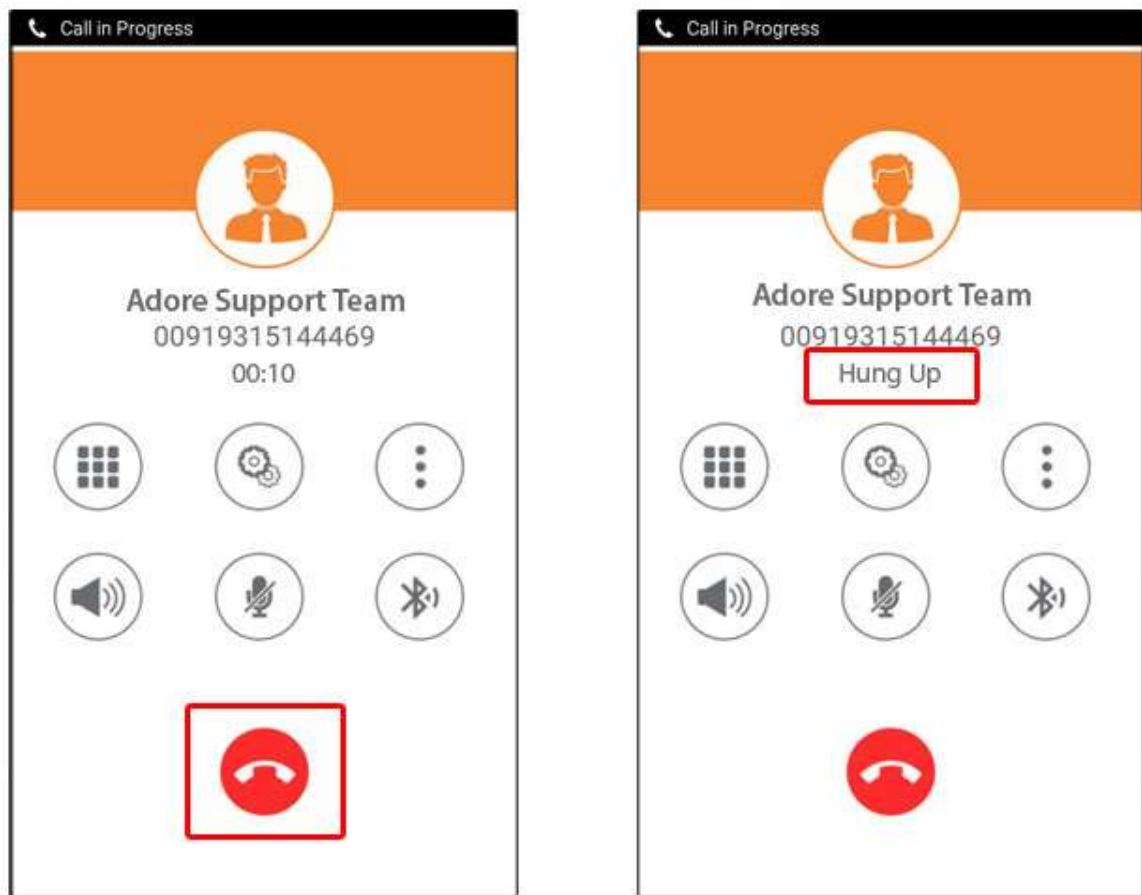 Call in Progress
Adore Support Team
00919315144469
00:10
Call in Progress
Adore Support Team
00919315144469
Hung Up